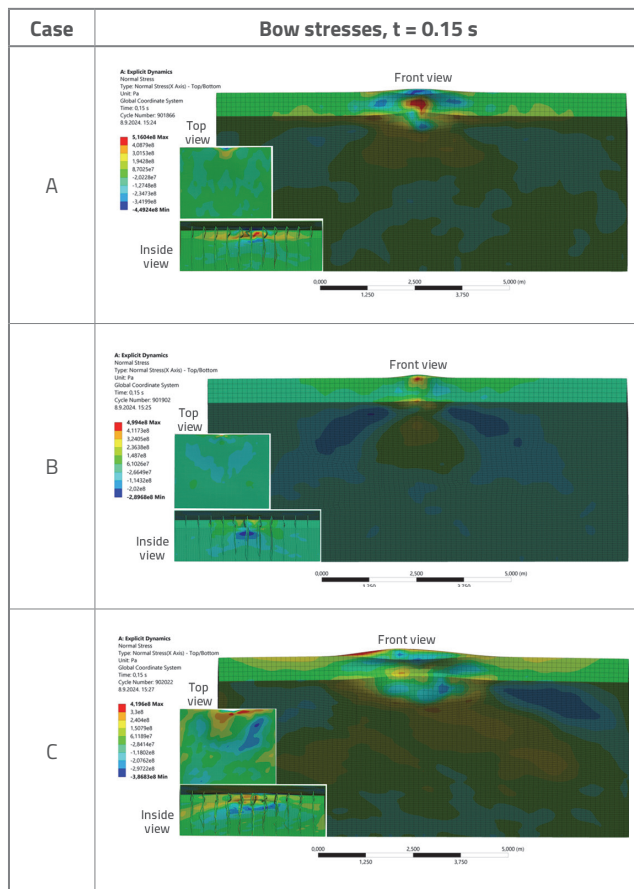 Case
Bow stresses, t = 0.15 s
A
A: Explicit Dynamics
Normal Stress
Type: Normal Stress(X Axis) - Top/Bottom
Unit: Pa
Global Coordinate System
Time: 0,15 s
Cycle Number: 901866
8.9.2024. 15:24
5,1604e8 Max
4,0879e8
3,0153e8
1,9428e8
8,7025e7
-2,0228e7
-1,2748e8
-2,3473e8
-3,4199e8
-4,4924e8 Min
Front view
Top
view
Inside
view
0,000
2,500
5,000 (m)
1,250
3,750
B
A: Explicit Dynamics
Normal Stress
Type: Normal Stress(X Axis) - Top/Bottom
Unit: Pa
Global Coordinate System
Time: 0,15 s
Cycle Number: 901902
8.9.2024. 15:25
4,994e8 Max
4,1173e8
3,2405e8
2,3638e8
1,487e8
6,1026e7
-2,6649e7
-1,1432e8
-2,02e8
-2,8968e8 Min
Front view
Top
view
Inside
view
0,000
2,500
5,000 (m)
1,250
3,750
C
A: Explicit Dynamics
Normal Stress
Type: Normal Stress(X Axis) - Top/Bottom
Unit: Pa
Global Coordinate System
Time: 0,15 s
Cycle Number: 902022
8.9.2024. 15:27
4,196e8 Max
3,3e8
2,404e8
1,5079e8
6,1189e7
-2,8414e7
-1,1802e8
-2,0762e8
-2,9722e8
-3,8683e8 Min
Front view
Top
view
Inside
view
0,000
2,500
5,000 (m)
1,250
3,750